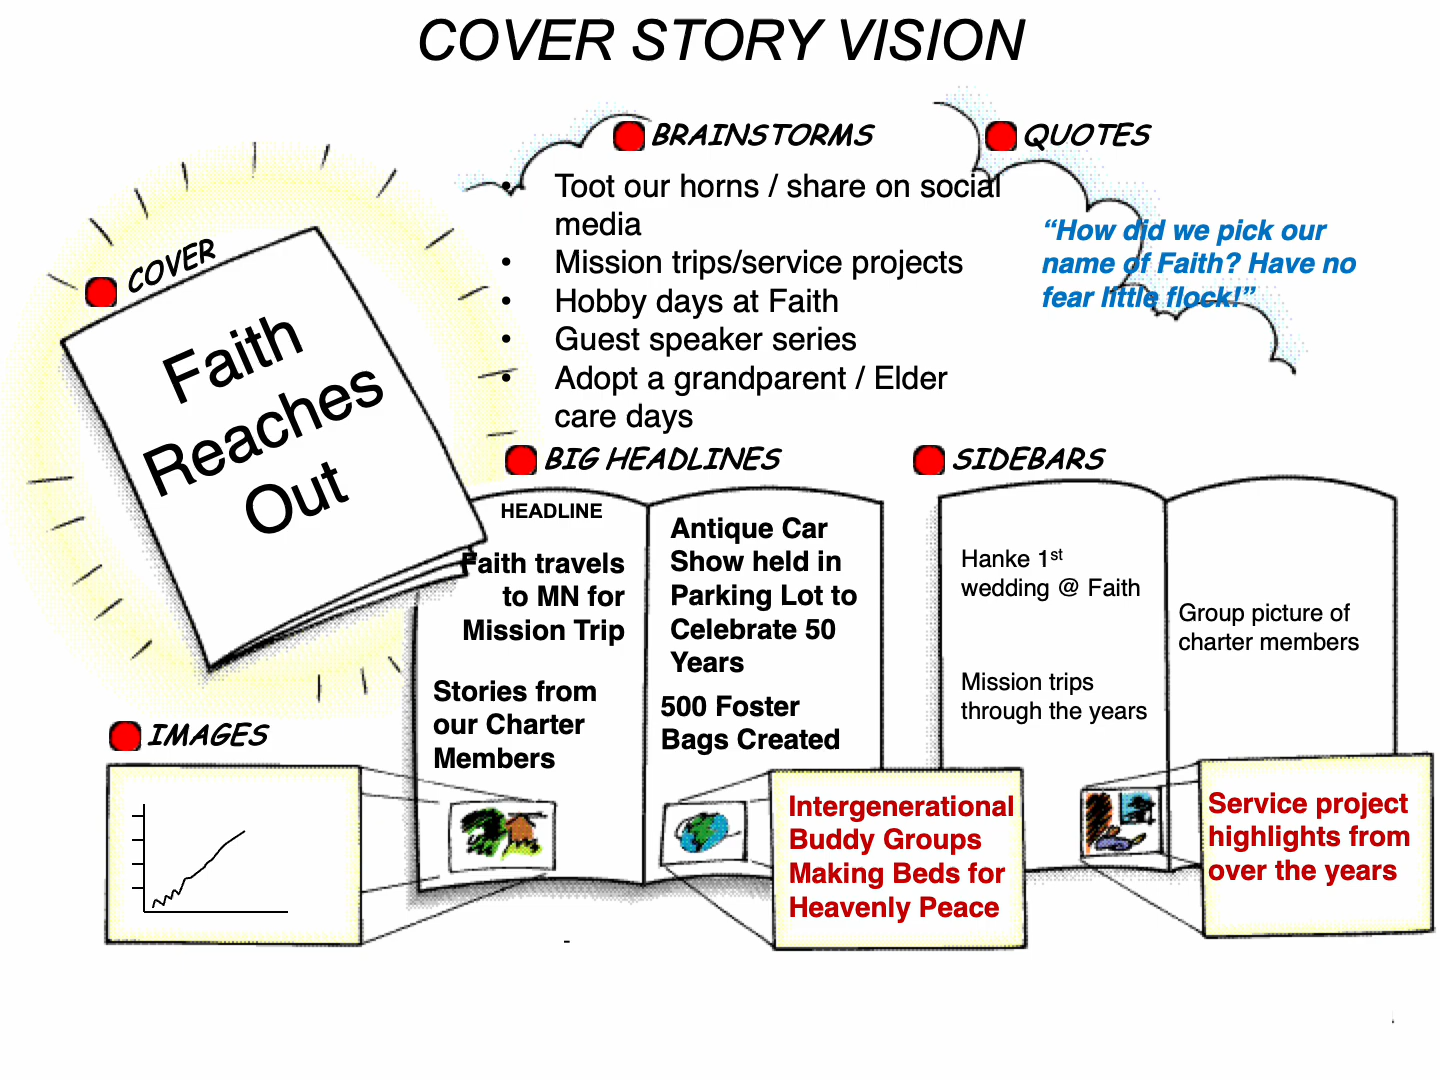 COVER STORY VISION
BRAINSTORMS
• Toot our horns / share on social
media
• Mission trips/service projects
• Hobby days at Faith
• Guest speaker series
• Adopt a grandparent / Elder
care days
QUOTES
“How did we pick our
name of Faith? Have no
fear little flock!”
COVER
Faith
Reaches
Out
BIG HEADLINES
HEADLINE
Faith travels
to MN for
Mission Trip
Stories from
our Charter
Members
Antique Car
Show held in
Parking Lot to
Celebrate 50
Years
500 Foster
Bags Created
SIDEBARS
Hanke 1st
wedding @ Faith
Mission trips
through the years
Group picture of
charter members
IMAGES
Intergenerational
Buddy Groups
Making Beds for
Heavenly Peace
Service project
highlights from
over the years
-